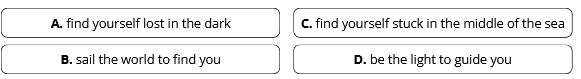 A. find yourself lost in the dark
C. find yourself stuck in the middle of the sea
B. sail the world to find you
D. be the light to guide you